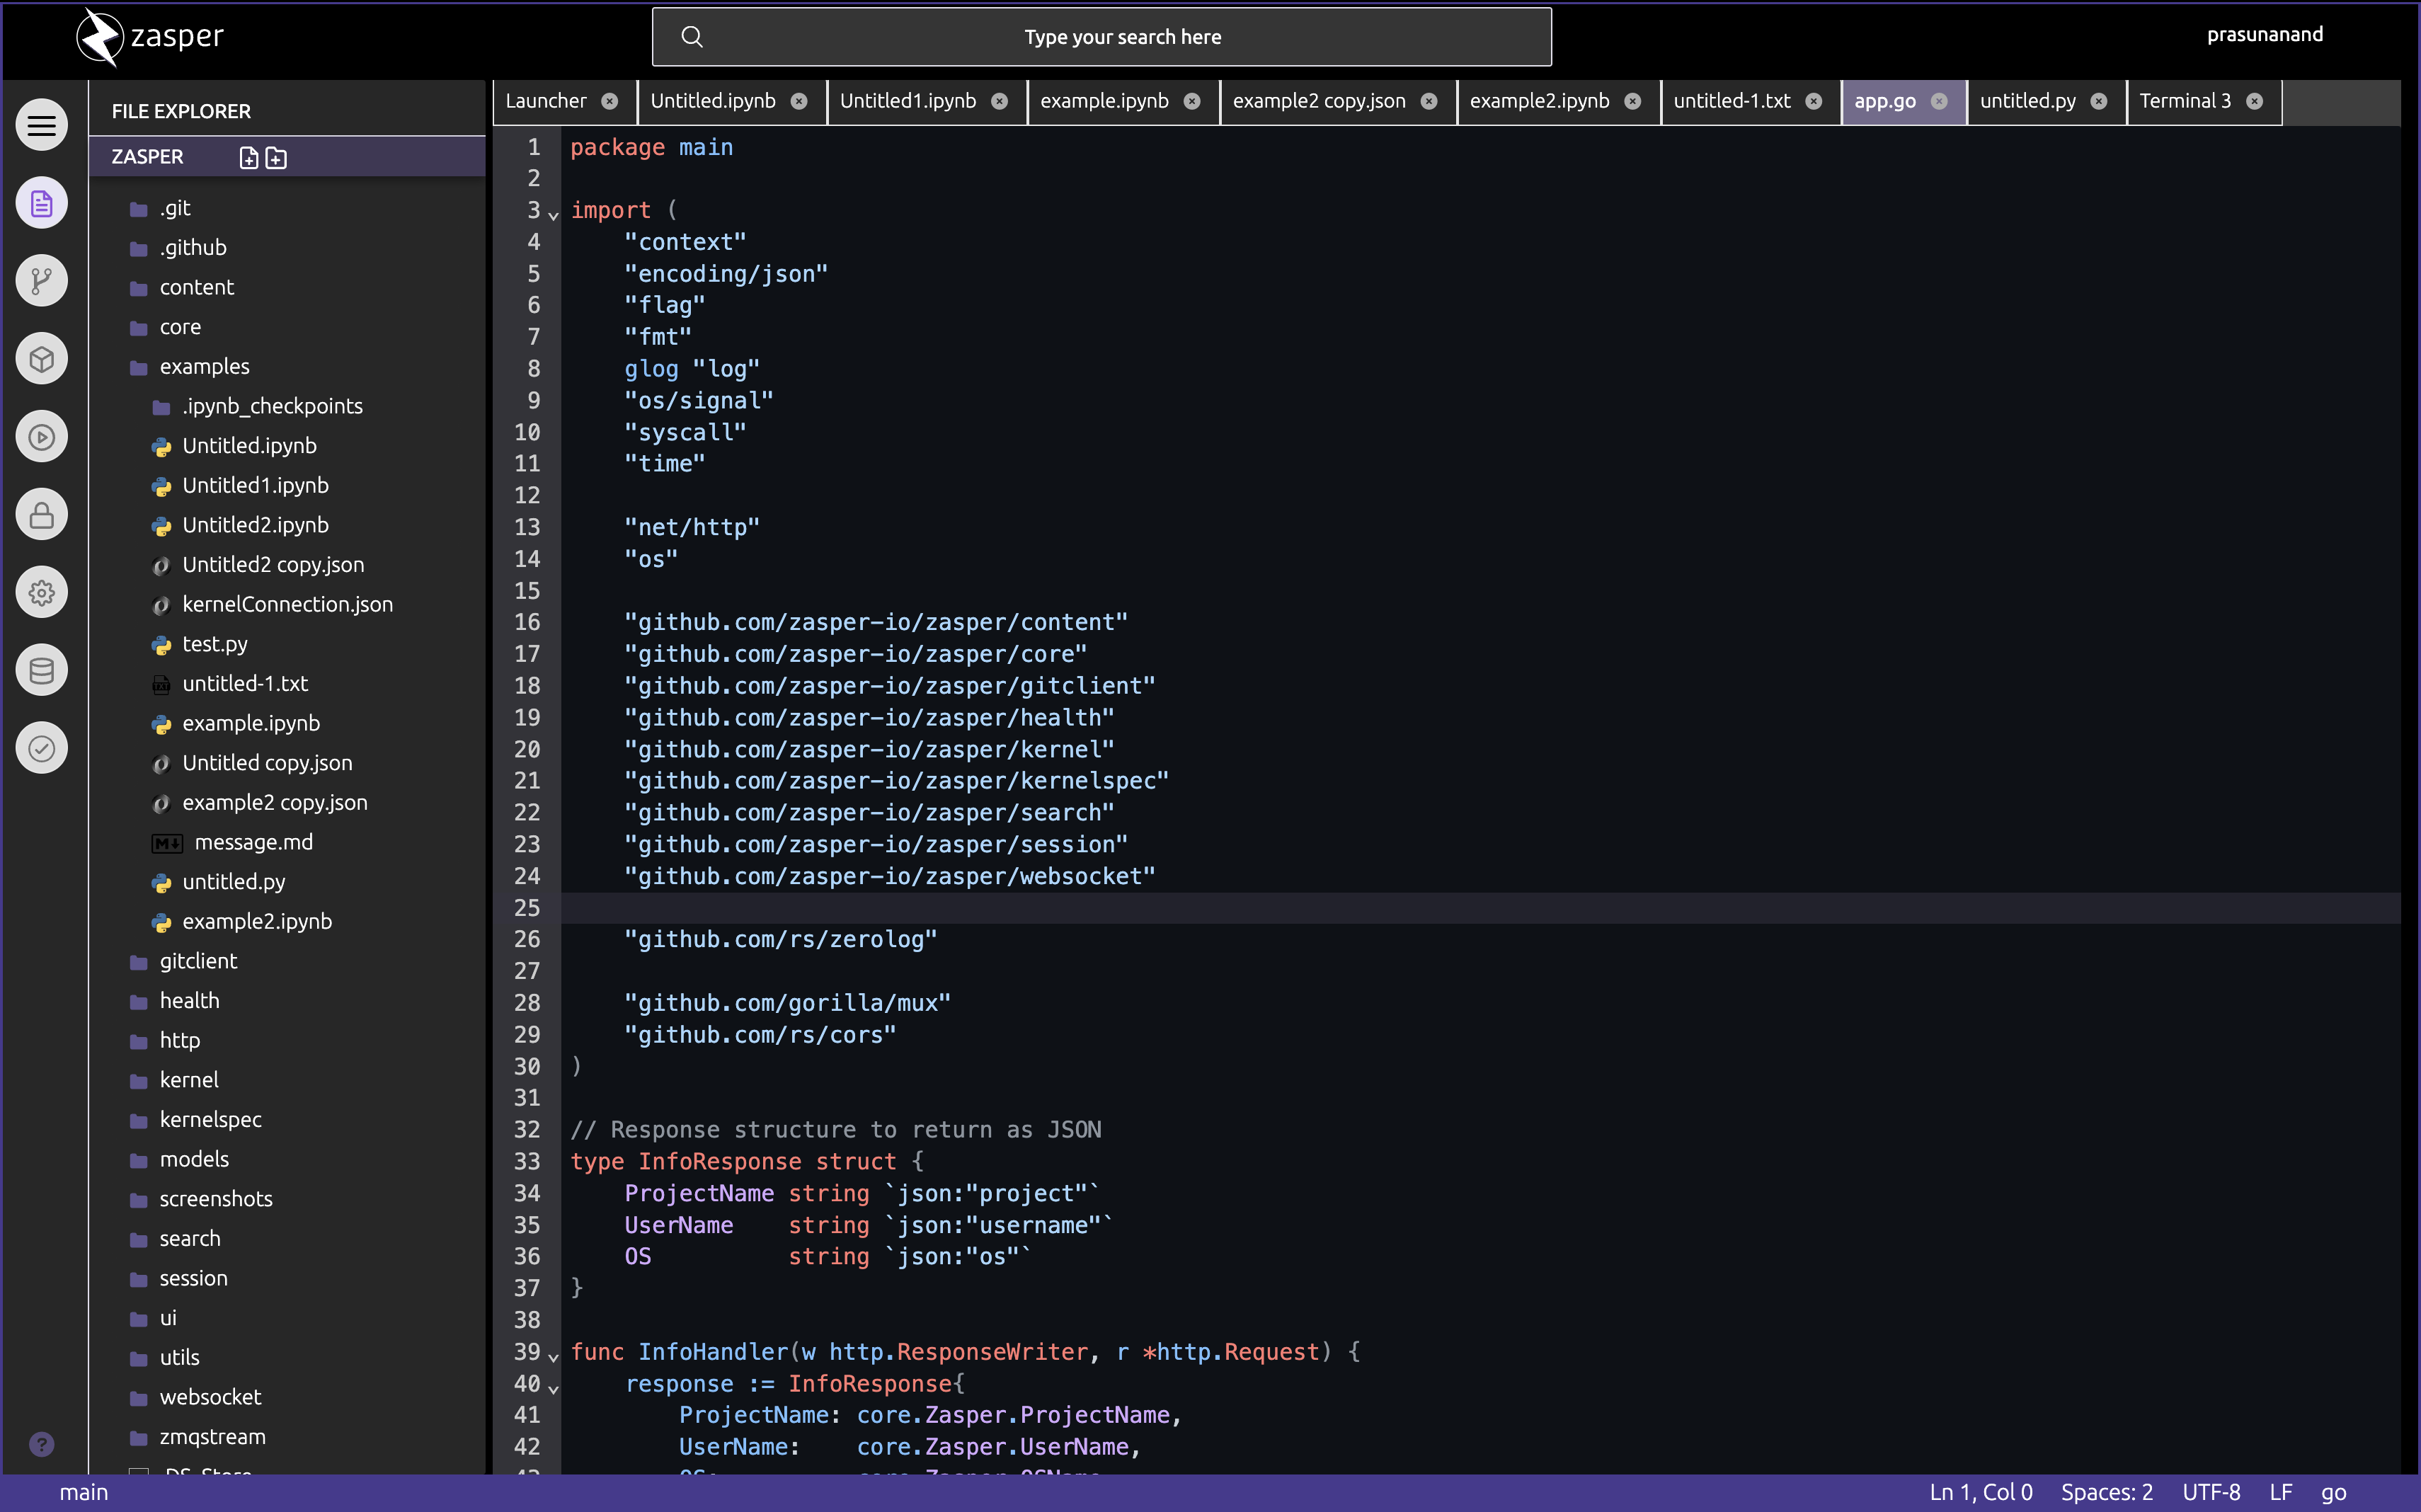 zasper
Type your search here
prasunanand
FILE EXPLORER
ZASPER
.git
.github
content
core
examples
.ipynb_checkpoints
Untitled.ipynb
Untitled1.ipynb
Untitled2.ipynb
Untitled2 copy.json
kernelConnection.json
test.py
untitled-1.txt
example.ipynb
Untitled copy.json
example2 copy.json
message.md
untitled.py
example2.ipynb
gitclient
health
http
kernel
kernelspec
models
screenshots
search
session
ui
utils
websocket
zmqstream
Launcher Untitled.ipynb Untitled1.ipynb example.ipynb example2 copy.json example2.ipynb untitled-1.txt app.go untitled.py Terminal 3
1 package main
2
3 import (
4     "context"
5     "encoding/json"
6     "flag"
7     "fmt"
8     glog "log"
9     "os/signal"
10     "syscall"
11     "time"
12
13     "net/http"
14     "os"
15
16     "github.com/zasper-io/zasper/content"
17     "github.com/zasper-io/zasper/core"
18     "github.com/zasper-io/zasper/gitclient"
19     "github.com/zasper-io/zasper/health"
20     "github.com/zasper-io/zasper/kernel"
21     "github.com/zasper-io/zasper/kernelspec"
22     "github.com/zasper-io/zasper/search"
23     "github.com/zasper-io/zasper/session"
24     "github.com/zasper-io/zasper/websocket"
25
26     "github.com/rs/zerolog"
27
28     "github.com/gorilla/mux"
29     "github.com/rs/cors"
30 )
31
32 // Response structure to return as JSON
33 type InfoResponse struct {
34     ProjectName string `json:"project"`
35     UserName    string `json:"username"`
36     OS          string `json:"os"`
37 }
38
39 func InfoHandler(w http.ResponseWriter, r *http.Request) {
40     response := InfoResponse{
41         ProjectName: core.Zasper.ProjectName,
42         UserName:    core.Zasper.UserName,
main
Ln 1, Col 0 Spaces: 2 UTF-8 LF go